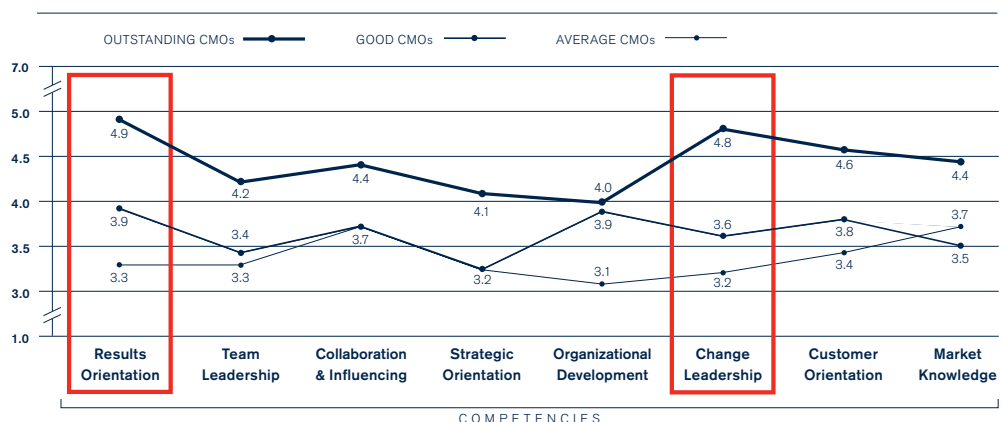 OUTSTANDING CMOs
GOOD CMOs
AVERAGE CMOs
7.0
5.0
4.5
4.0
3.5
3.0
1.0
4.9
4.2
4.4
4.1
4.0
4.8
4.6
4.4
3.9
3.4
3.7
3.2
3.9
3.6
3.8
3.5
3.3
3.3
3.1
3.2
3.4
3.7
Results
Orientation
Team
Leadership
Collaboration
& Influencing
Strategic
Orientation
Organizational
Development
Change
Leadership
Customer
Orientation
Market
Knowledge
COMPETENCIES